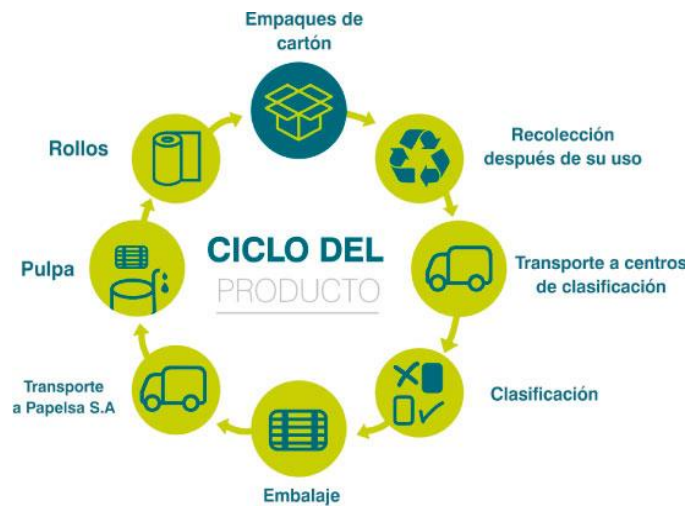 Empaques de
cartón
Recolección
después de su uso
Transporte a centros
de clasificación
Clasificación
Embalaje
Transporte
a Papelsa S.A
Pulpa
Rollos
CICLO DEL
PRODUCTO